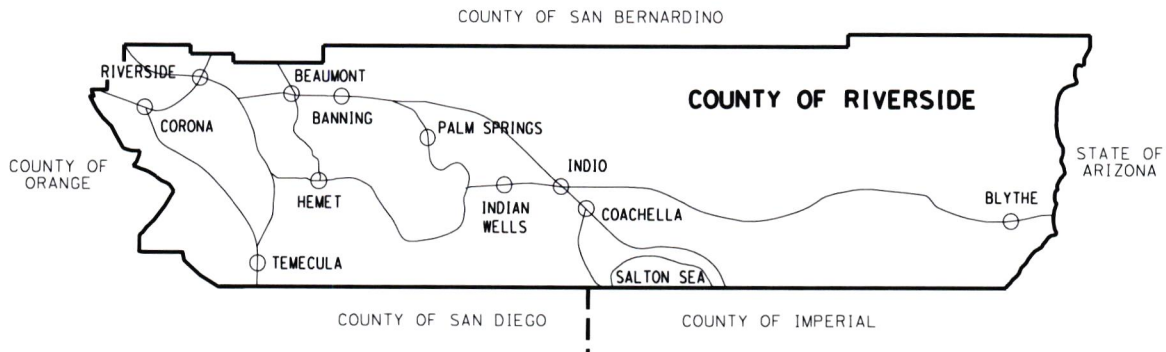 COUNTY OF SAN BERNARDINO
RIVERSIDE
BEAUMONT
BANNING
COUNTY OF RIVERSIDE
CORONA
PALM SPRINGS
COUNTY OF
ORANGE
STATE OF
ARIZONA
INDIO
HEMET
INDIAN
WELLS
COACHELLA
BLYTHE
TEMECULA
SALTON SEA
COUNTY OF SAN DIEGO
COUNTY OF IMPERIAL